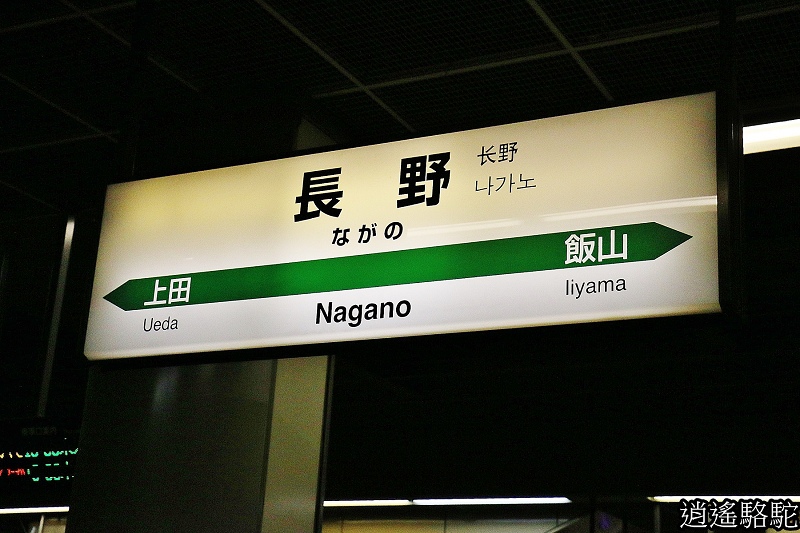 長野
长野
나가노
ながの
上田
飯山
Ueda
Nagano
Iiyama
逍遙駱駝